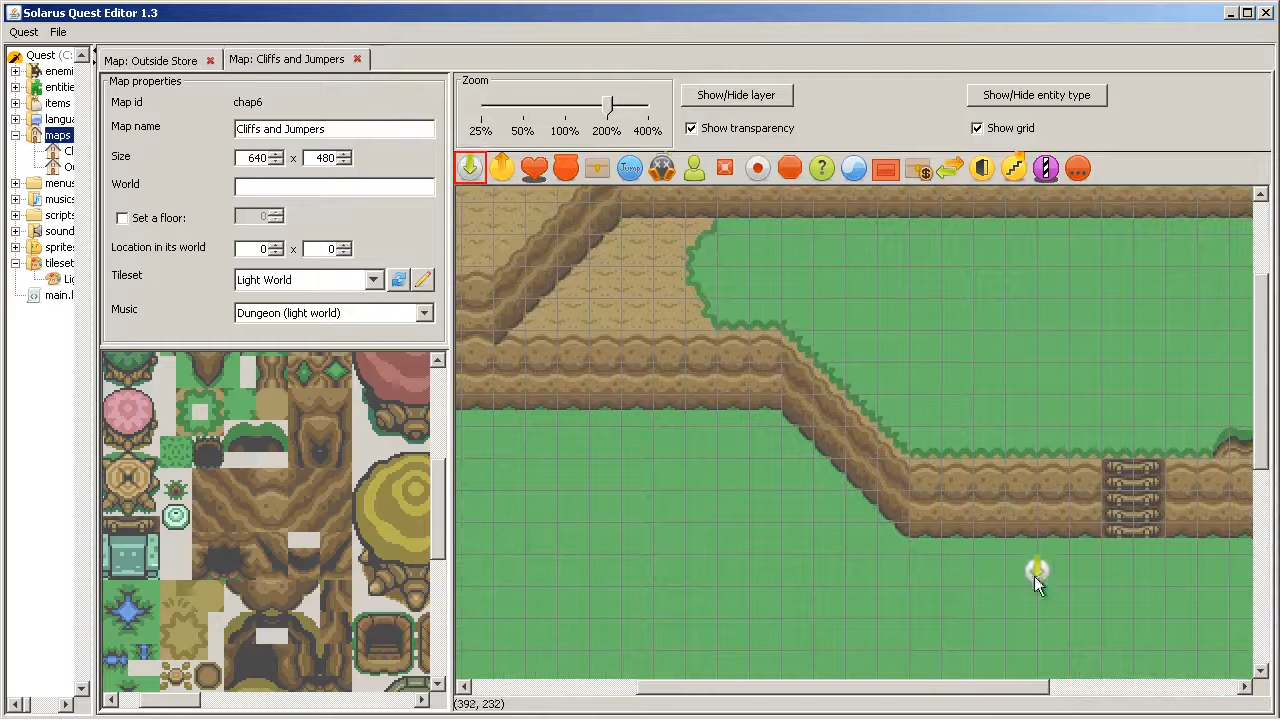 Solarus Quest Editor 1.3
Quest File
Quest (C:
enemi
entitie
items
langua
maps
Cl
Ou
menus
music
scripts
sound
sprite
tileset
Lig
main.l
Map: Outside Store
Map: Cliffs and Jumpers
Map properties
Map id chap6
Map name Cliffs and Jumpers
Size 640 x 480
World
Set a floor: 0
Location in its world 0 x 0
Tileset Light World
Music Dungeon (light world)
Zoom
25% 50% 100% 200% 400%
Show/Hide layer
Show transparency
Show/Hide entity type
Show grid
Jump
?
$
(392, 232)